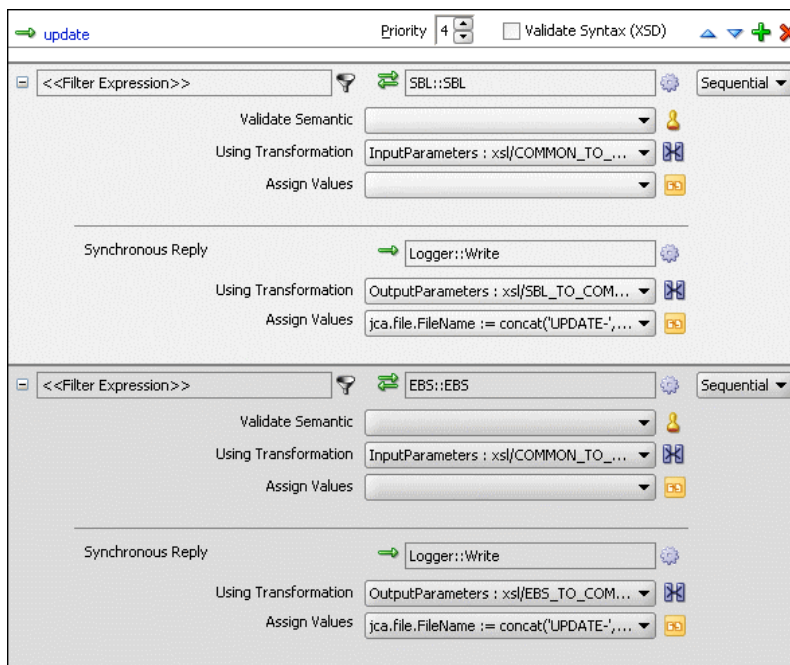 update Priority 4 Validate Syntax (XSD)
<<Filter Expression>> SBL::SBL Sequential
Validate Semantic
Using Transformation InputParameters : xsl/COMMON_TO_...
Assign Values
Synchronous Reply Logger::Write
Using Transformation OutputParameters : xsl/SBL_TO_COM...
Assign Values jca.file.FileName := concat('UPDATE-',...
<<Filter Expression>> EBS::EBS Sequential
Validate Semantic
Using Transformation InputParameters : xsl/COMMON_TO_...
Assign Values
Synchronous Reply Logger::Write
Using Transformation OutputParameters : xsl/EBS_TO_COM...
Assign Values jca.file.FileName := concat('UPDATE-',...